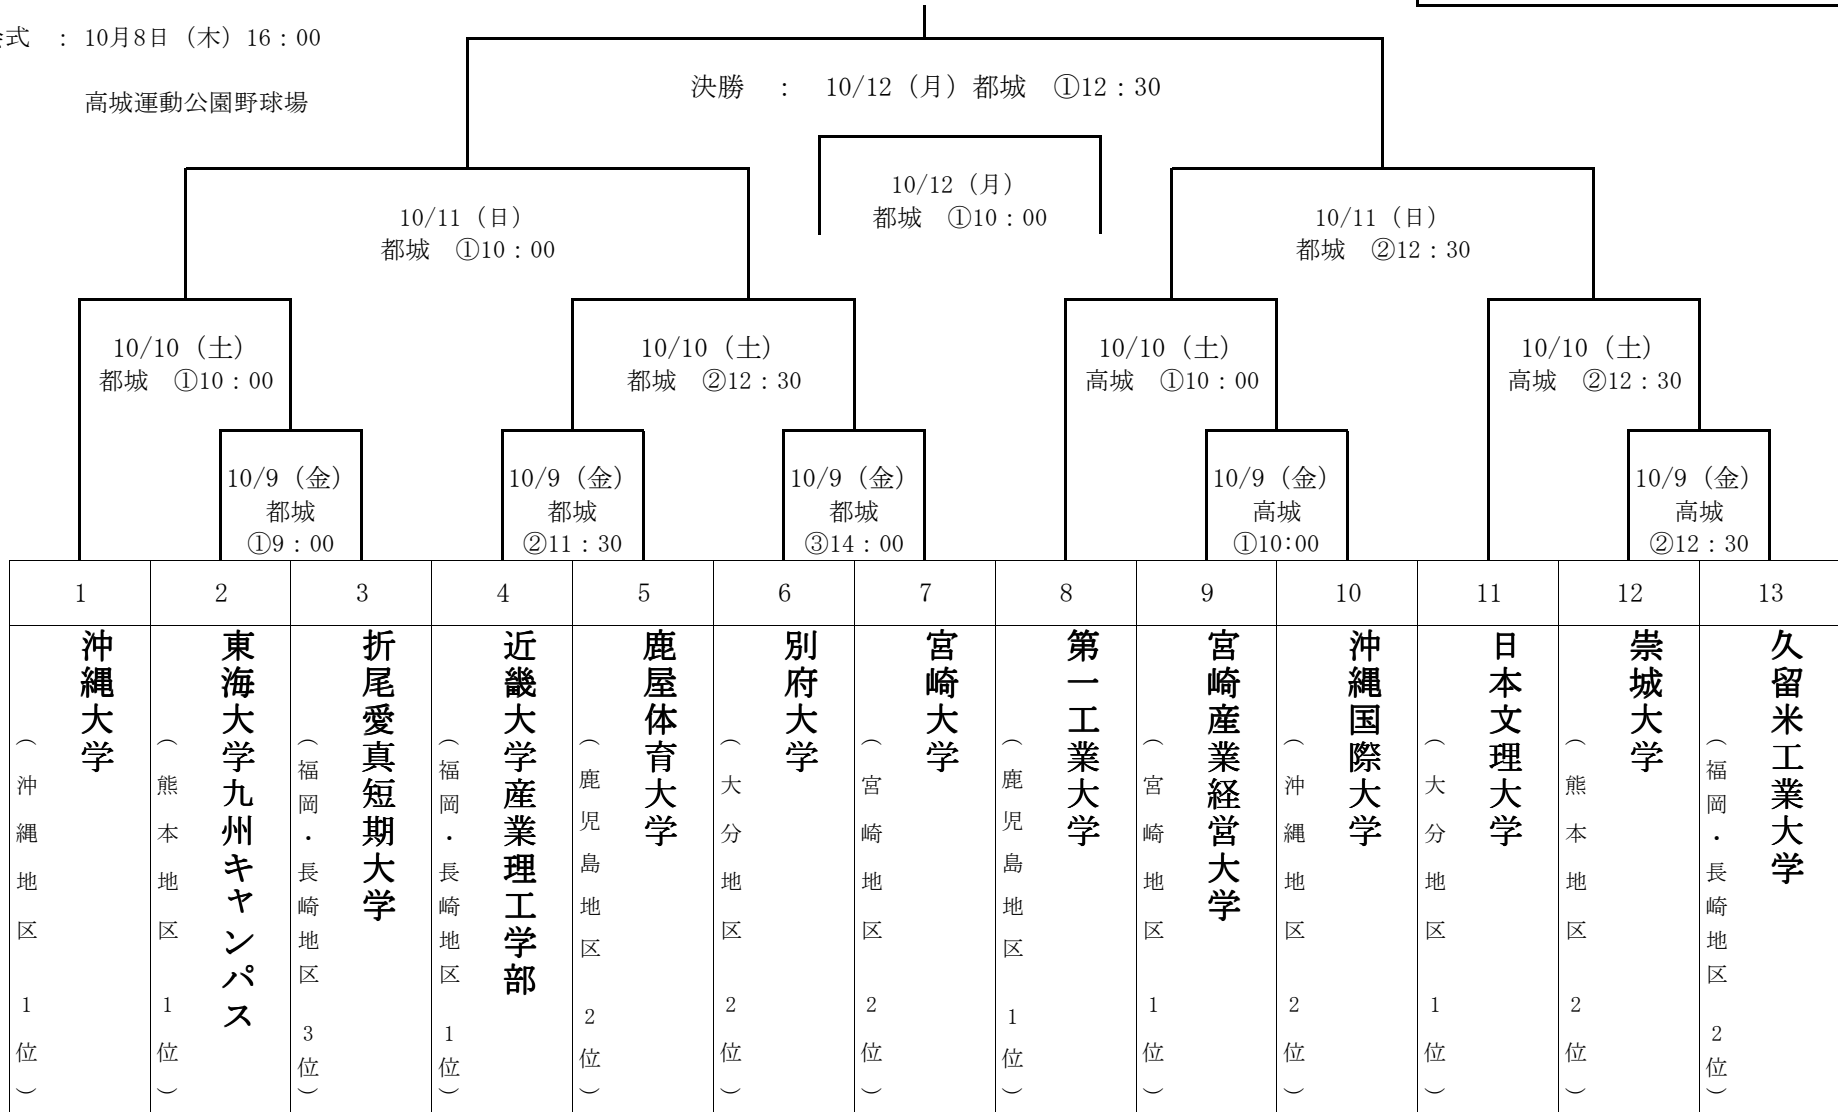 式　：　10月8日（木）16：00
高城運動公園野球場
決勝　：　10/12（月）都城　①12：30
10/12（月）
都城　①10：00
10/11（日）
都城　①10：00
10/11（日）
都城　②12：30
10/10（土）
都城　①10：00
10/10（土）
都城　②12：30
10/10（土）
高城　①10：00
10/10（土）
高城　②12：30
10/9（金）
都城
①9：00
10/9（金）
都城
②11：30
10/9（金）
都城
③14：00
10/9（金）
高城
①10：00
10/9（金）
高城
②12：30
1
2
3
4
5
6
7
8
9
10
11
12
13
沖縄大学
（沖縄地区　1位）
東海大学九州キャンパス
（熊本地区　1位）
折尾愛真短期大学
（福岡・長崎地区　3位）
近畿大学産業理工学部
（福岡・長崎地区　1位）
鹿屋体育大学
（鹿児島地区　2位）
別府大学
（大分地区　2位）
宮崎大学
（宮崎地区　2位）
第一工業大学
（鹿児島地区　1位）
宮崎産業経営大学
（宮崎地区　1位）
沖縄国際大学
（沖縄地区　2位）
日本文理大学
（大分地区　1位）
崇城大学
（熊本地区　2位）
久留米工業大学
（福岡・長崎地区　2位）